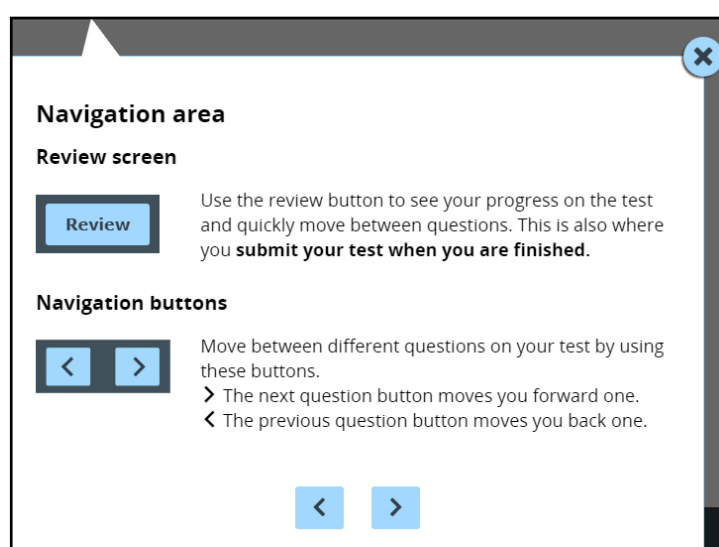 Navigation area
Review screen
Review
Use the review button to see your progress on the test
and quickly move between questions. This is also where
you submit your test when you are finished.
Navigation buttons
Move between different questions on your test by using
these buttons.
> The next question button moves you forward one.
< The previous question button moves you back one.